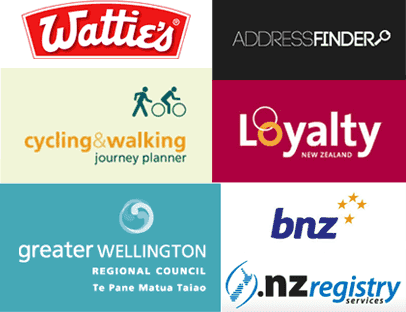 Wattie's®
ADDRESSFINDER
cycling&walking
journey planner
Loyalty
NEW ZEALAND
greater WELLINGTON
REGIONAL COUNCIL
Te Pane Matua Taiao
bnz
.nzregistry
services